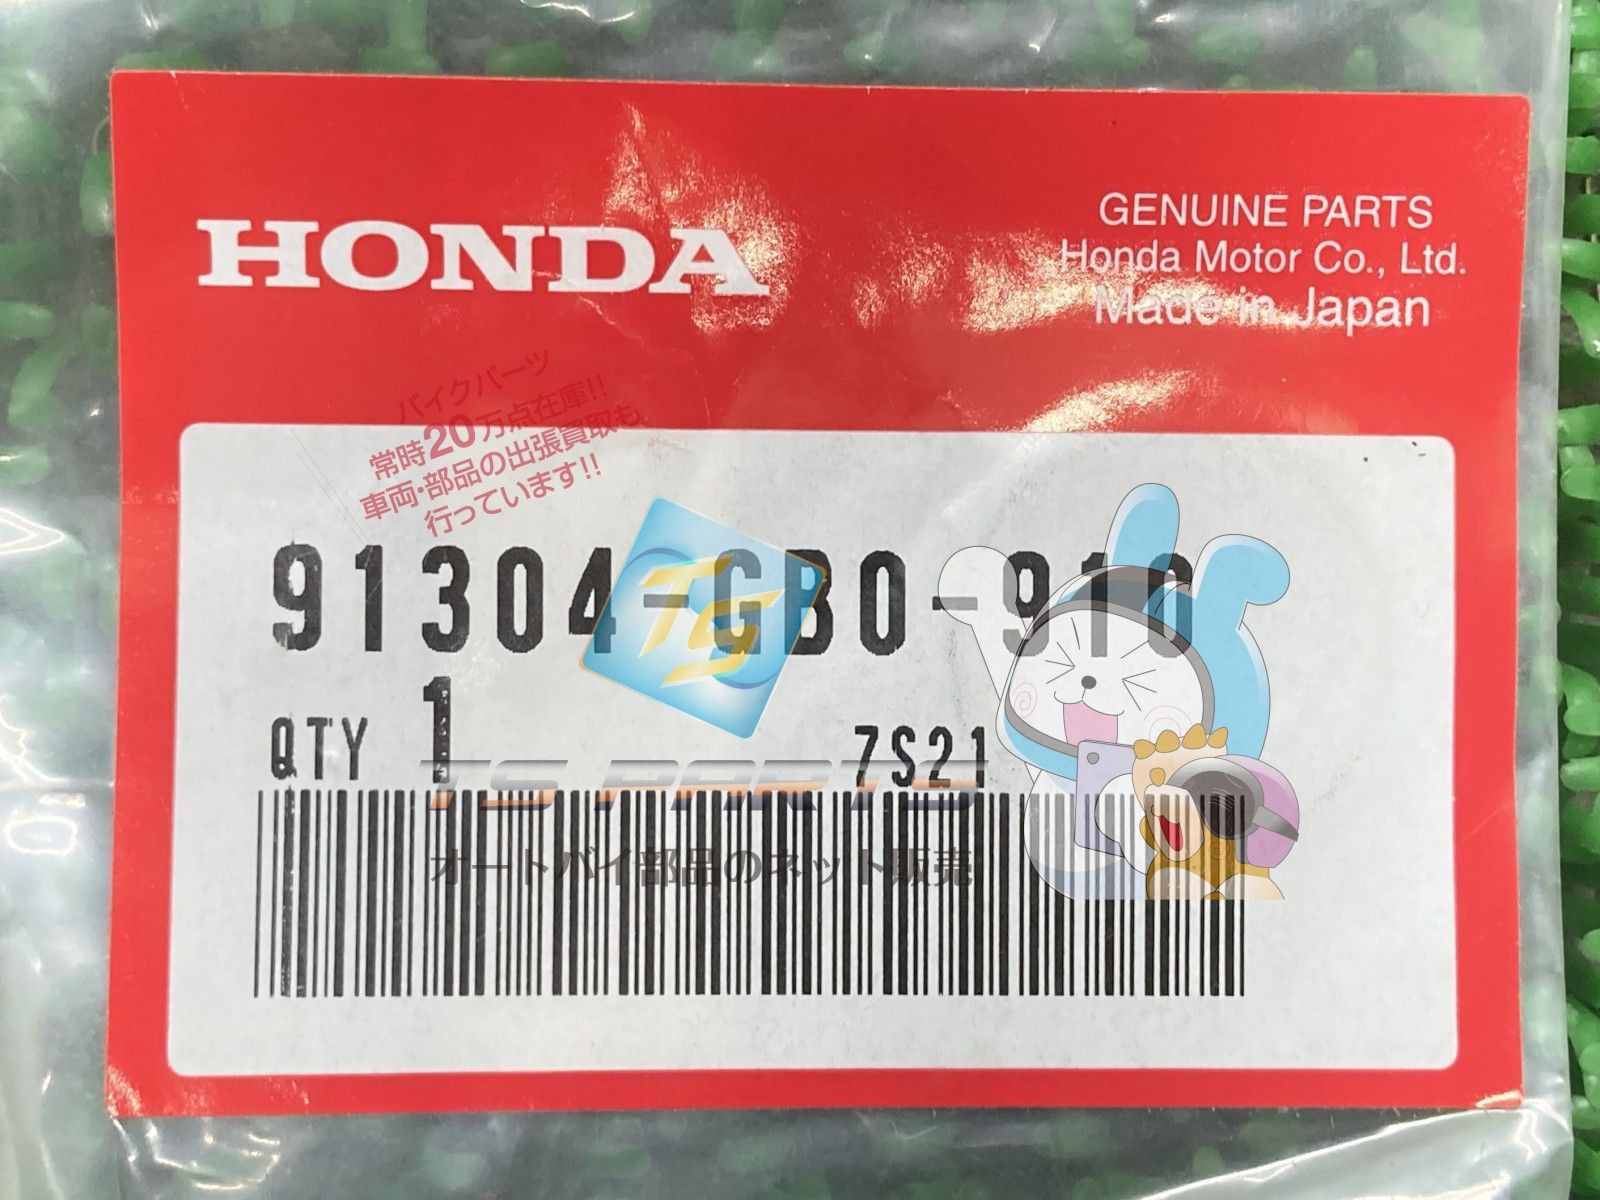 HONDA
GENUINE PARTS
Honda Motor Co., Ltd.
Made in Japan
バイクパーツ
常時20万点在庫!!
車両・部品の出張買取も
行っています!!
91304-GB0-910
TS
QTY 1
7S21
TS PARTS
オートバイ部品のネット販売